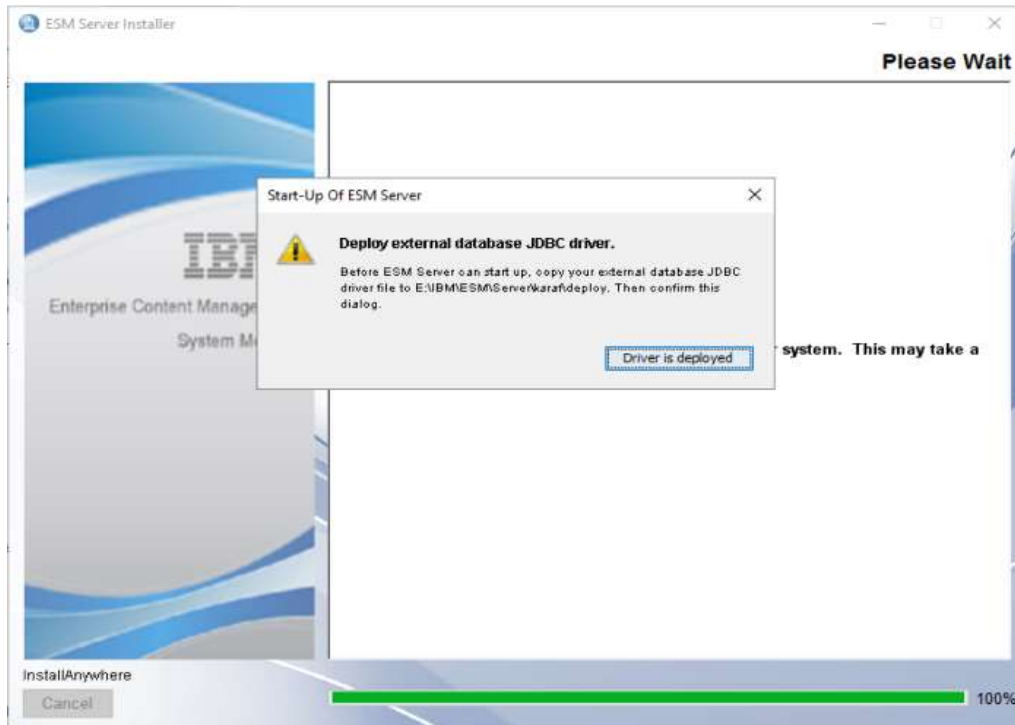 ESM Server Installer
Please Wait
Start-Up Of ESM Server
Deploy external database JDBC driver.
Before ESM Server can start up, copy your external database JDBC
driver file to E:\IBM\ESM\Server\karaf\deploy. Then confirm this
dialog.
Driver is deployed
IBM
Enterprise Content Manage
System Mo
system. This may take a
InstallAnywhere
Cancel
100%